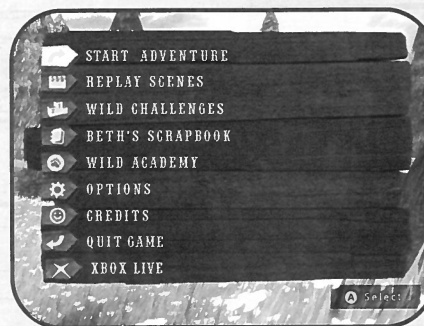 START ADVENTURE
REPLAY SCENES
WILD CHALLENGES
BETH'S SCRAPBOOK
WILD ACADEMY
OPTIONS
CREDITS
QUIT GAME
XBOX LIVE
A Select